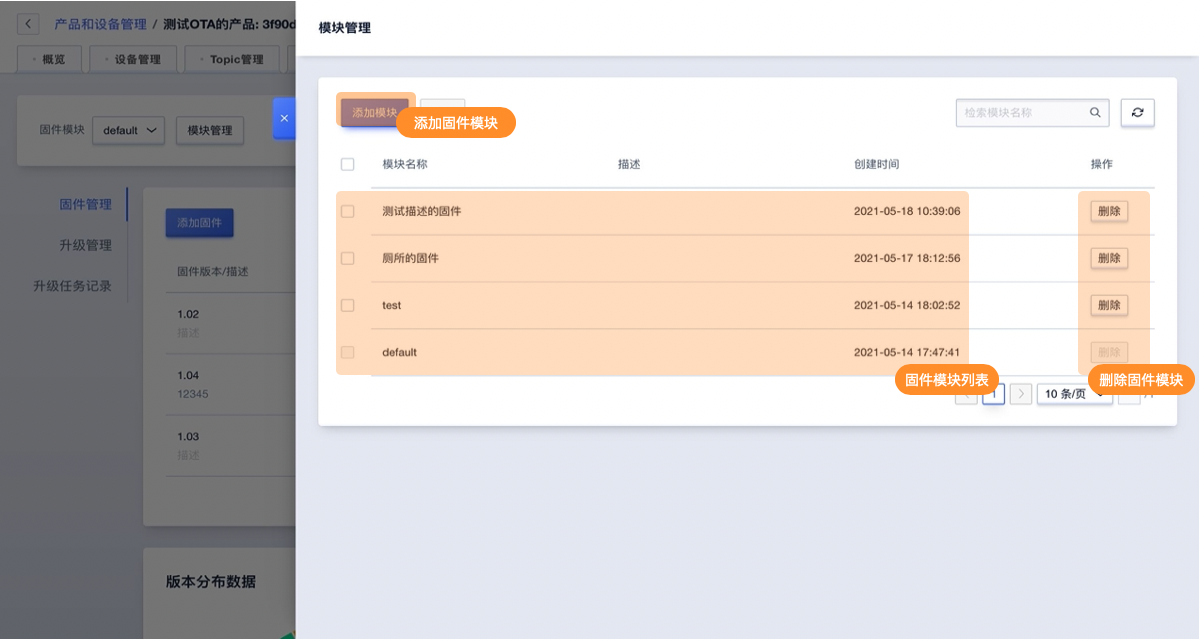 产品和设备管理 / 测试OTA的产品: 3f90d
概览
设备管理
Topic管理
固件模块
default
模块管理
固件管理
升级管理
升级任务记录
添加固件
固件版本/描述
1.02
描述
1.04
12345
1.03
描述
版本分布数据
模块管理
添加模块
添加固件模块
检索模块名称
模块名称 描述 创建时间 操作
测试描述的固件 2021-05-18 10:39:06 删除
厕所的固件 2021-05-17 18:12:56 删除
test 2021-05-14 18:02:52 删除
default 2021-05-14 17:47:41 删除
固件模块列表
删除固件模块
1 10 条/页